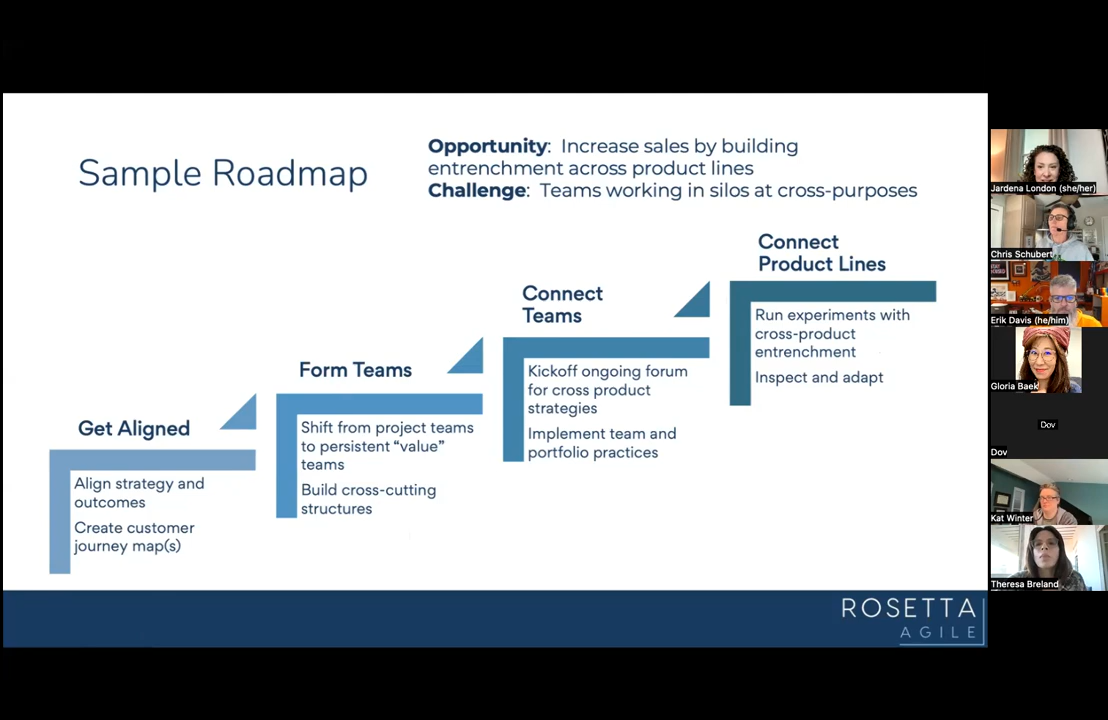 Sample Roadmap
Opportunity:  Increase sales by building
entrenchment across product lines
Challenge:  Teams working in silos at cross-purposes
Get Aligned
Align strategy and
outcomes
Create customer
journey map(s)
Form Teams
Shift from project teams
to persistent “value”
teams
Build cross-cutting
structures
Connect
Teams
Kickoff ongoing forum
for cross product
strategies
Implement team and
portfolio practices
Connect
Product Lines
Run experiments with
cross-product
entrenchment
Inspect and adapt
ROSETTA
AGILE
Jardena London (she/her)
Chris Schubert
Erik Davis (he/him)
Gloria Baek
Dov
Dov
Kat Winter
Theresa Breland